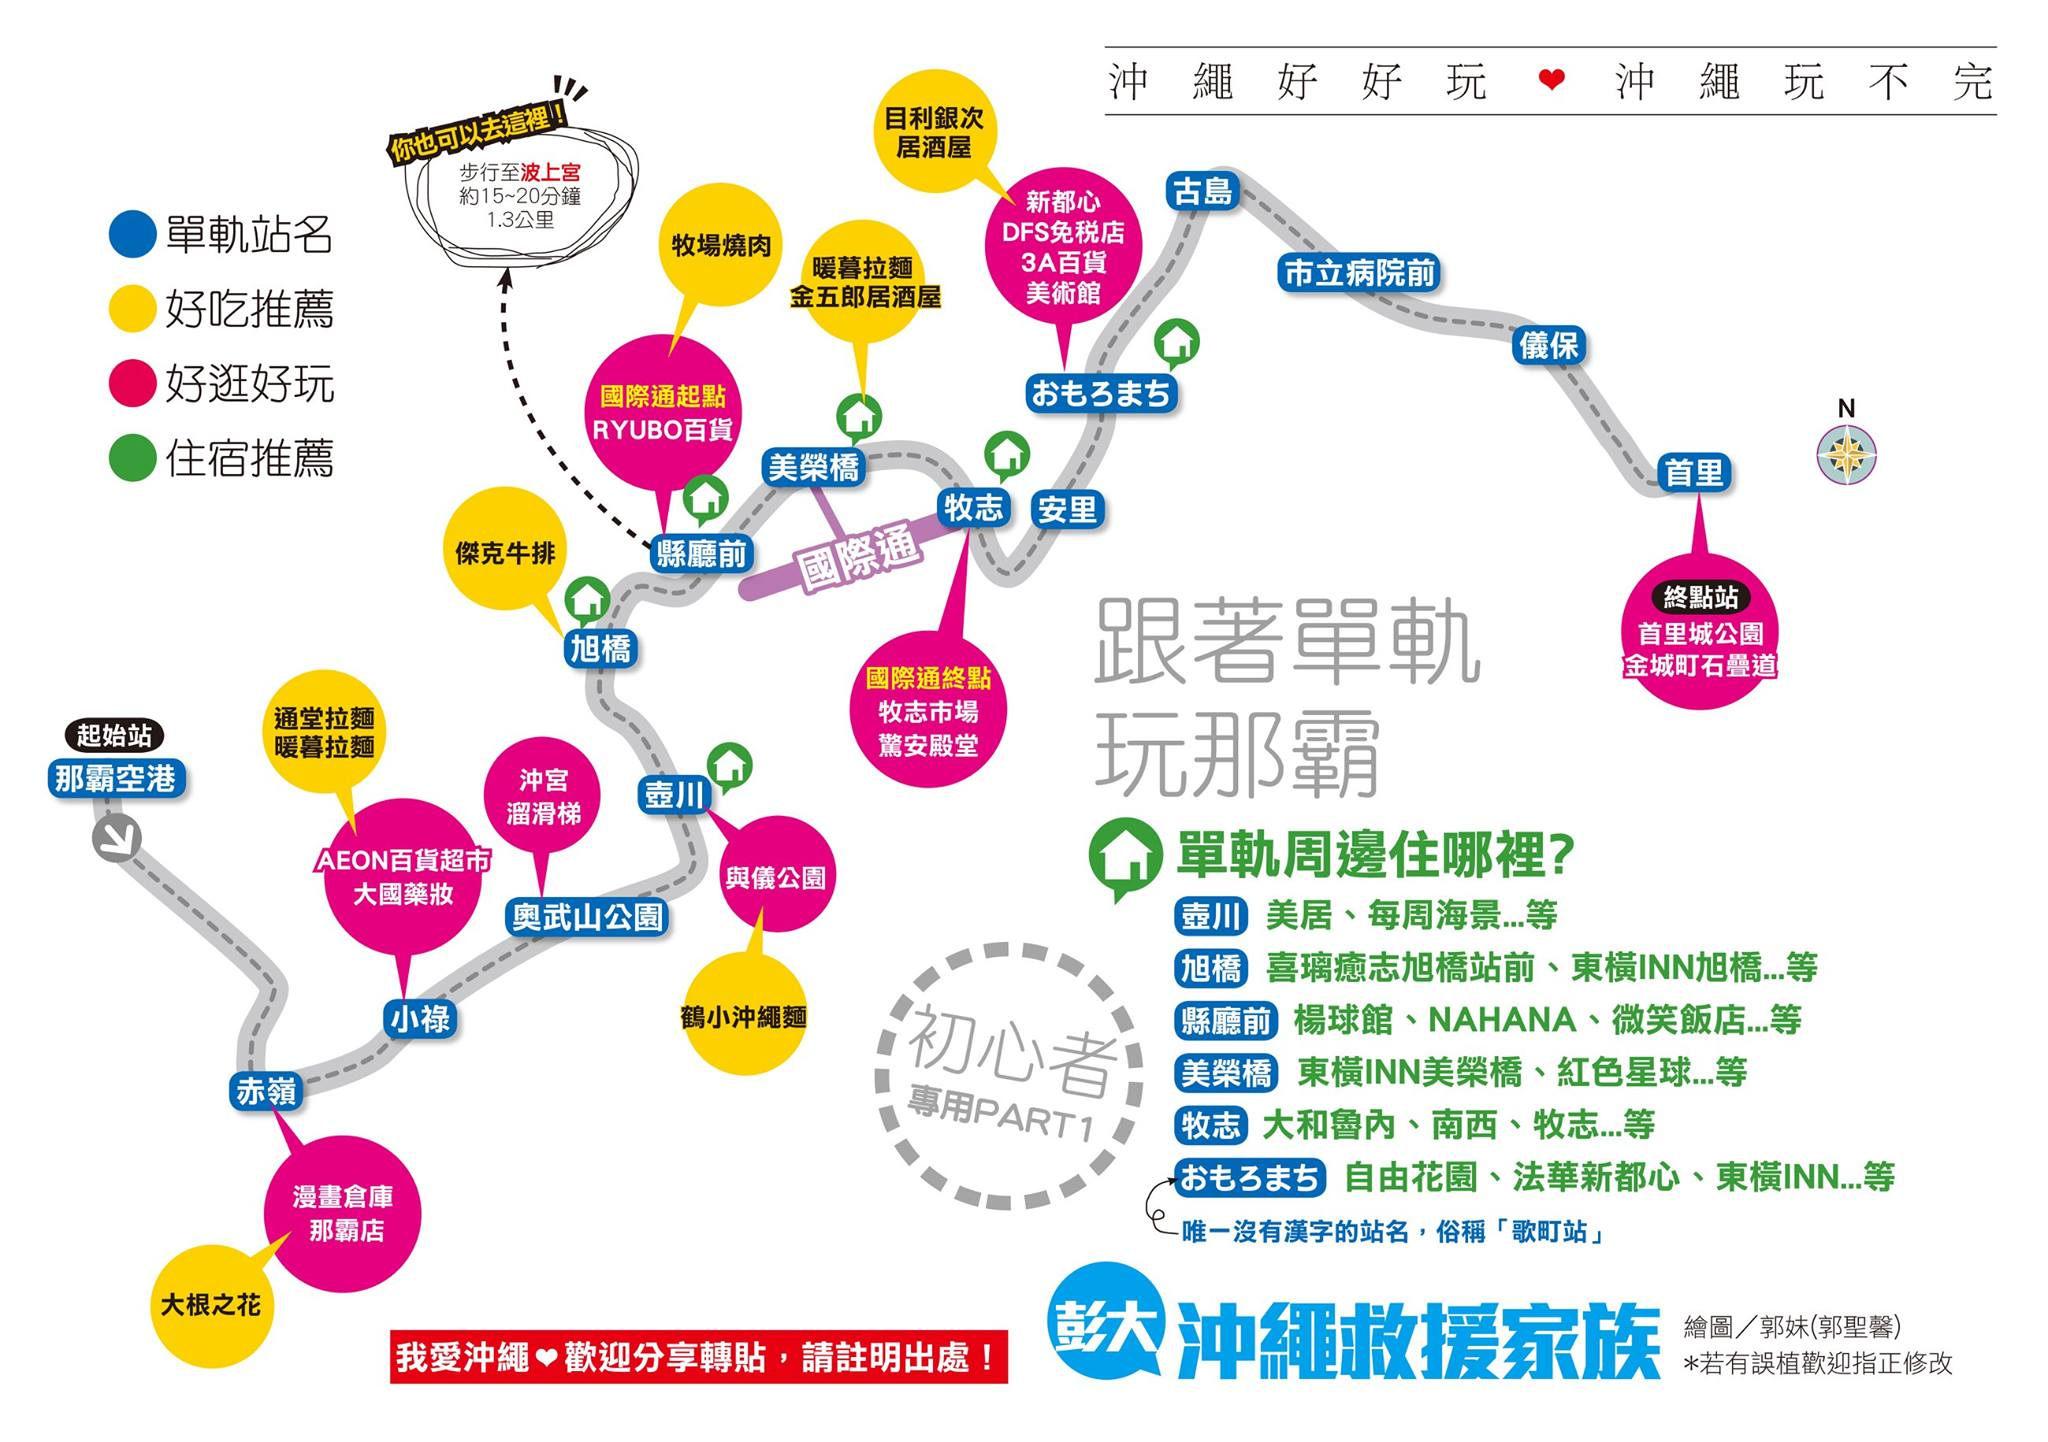 沖繩好好玩❤沖繩玩不完
你也可以去這裡！
步行至波上宮
約15~20分鐘
1.3公里
單軌站名
好吃推薦
好逛好玩
住宿推薦
目利銀次
居酒屋
新都心
DFS免税店
3A百貨
美術館
古島
市立病院前
儀保
首里
N
終點站
首里城公園
金城町石疊道
牧場燒肉
暖暮拉麵
金五郎居酒屋
國際通起點
RYUBO百貨
おもろまち
美榮橋
牧志
安里
縣廳前
國際通
傑克牛排
旭橋
國際通終點
牧志市場
驚安殿堂
跟著單軌
玩那霸
起始站
那霸空港
通堂拉麵
暖暮拉麵
AEON百貨超市
大國藥妝
沖宮
溜滑梯
壺川
與儀公園
奧武山公園
鶴小沖繩麵
小祿
赤嶺
漫畫倉庫
那霸店
大根之花
初心者
專用PART1
單軌周邊住哪裡?
壺川 美居、每周海景...等
旭橋 喜璃癒志旭橋站前、東橫INN旭橋...等
縣廳前 楊球館、NAHANA、微笑飯店...等
美榮橋 東橫INN美榮橋、紅色星球...等
牧志 大和魯內、南西、牧志...等
おもろまち 自由花園、法華新都心、東橫INN...等
唯一沒有漢字的站名，俗稱「歌町站」
我愛沖繩❤歡迎分享轉貼，請註明出處！
彭大 沖繩救援家族
繪圖／郭妹(郭聖馨)
*若有誤植歡迎指正修改